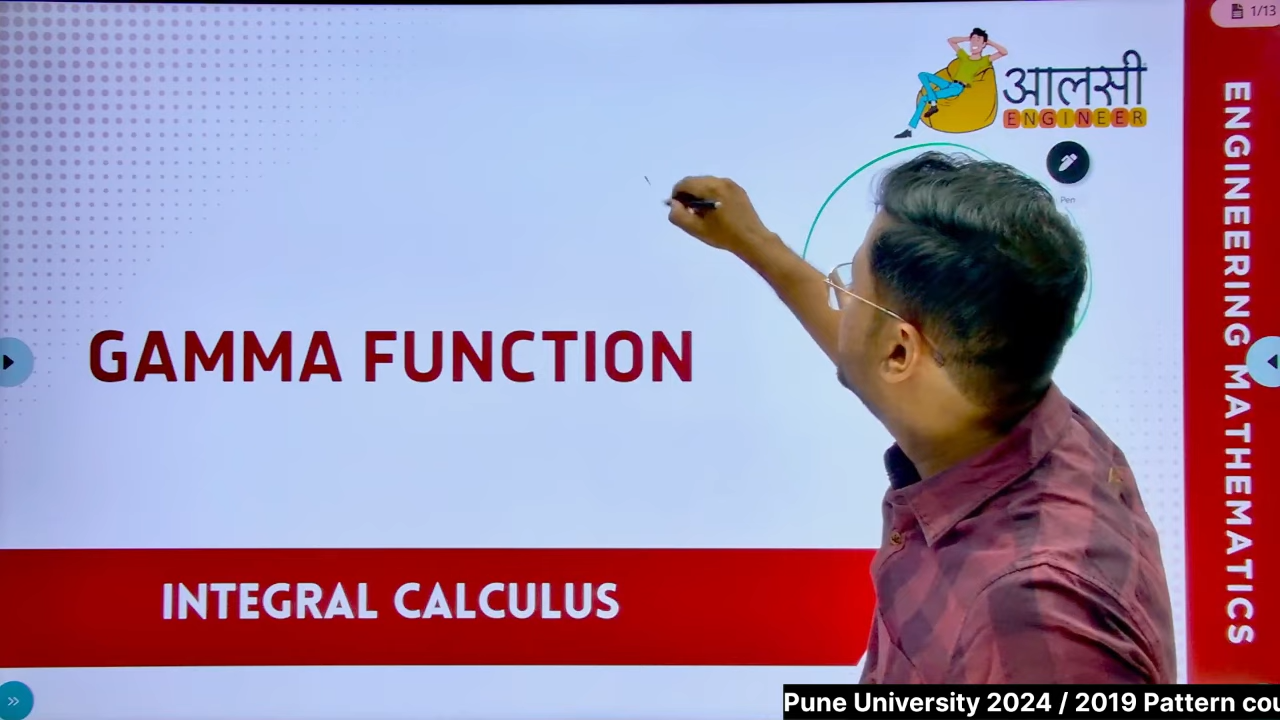 1/13
आलसी
ENGINEER
Pen
GAMMA FUNCTION
INTEGRAL CALCULUS
ENGINEERING MATHEMATICS
Pune University 2024 / 2019 Pattern cou